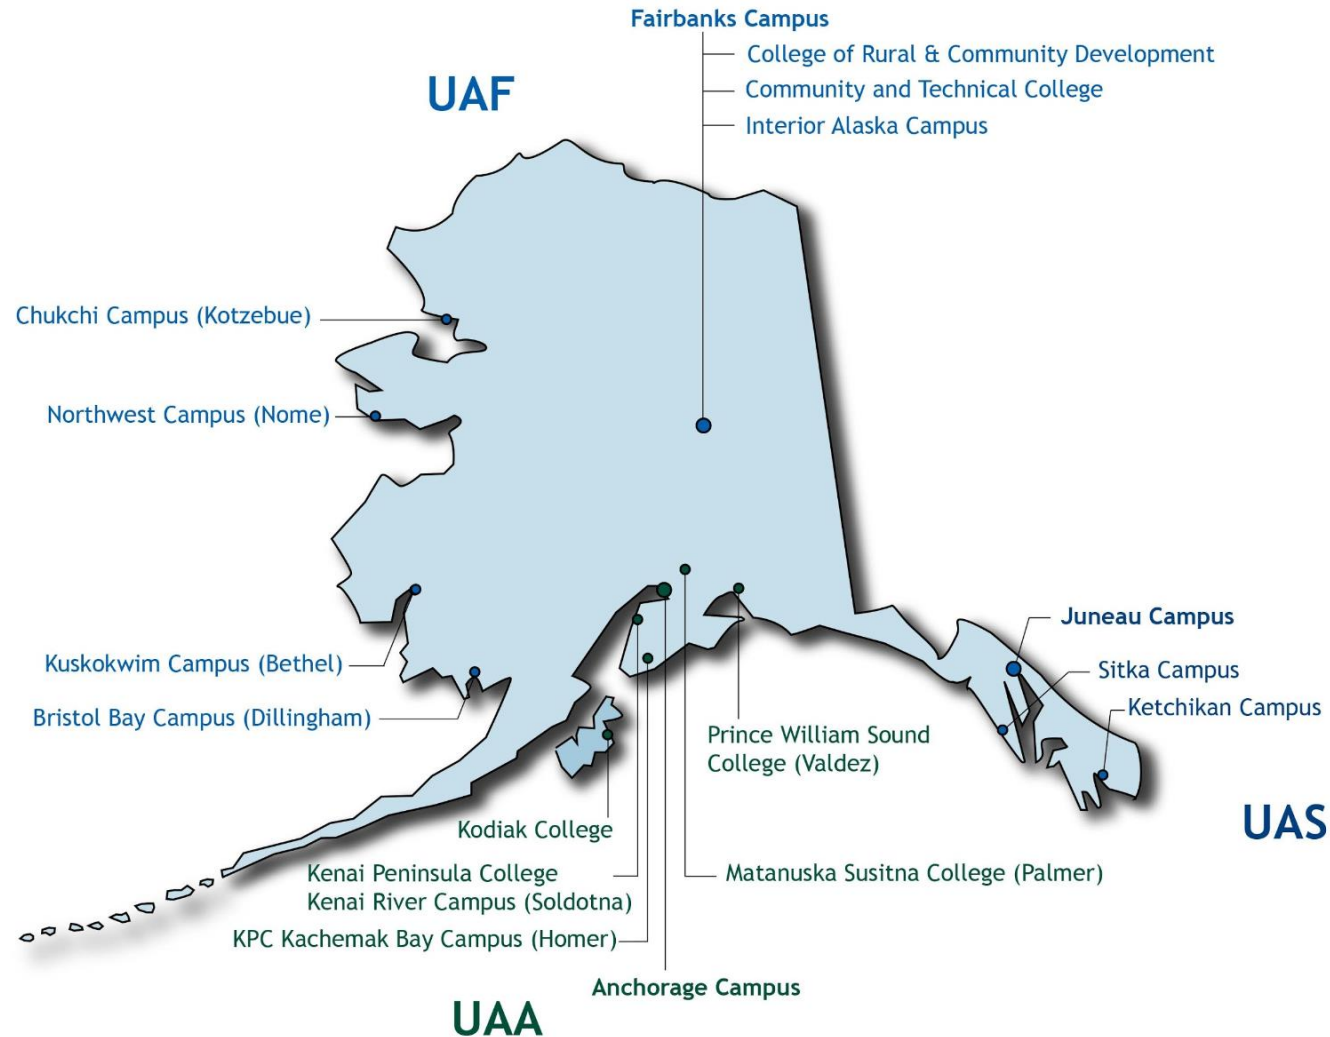 Fairbanks Campus
College of Rural & Community Development
UAF
Community and Technical College
Interior Alaska Campus
Chukchi Campus (Kotzebue)
Northwest Campus (Nome)
Juneau Campus
Kuskokwim Campus (Bethel)
Sitka Campus
Bristol Bay Campus (Dillingham)
Ketchikan Campus
Prince William Sound
College (Valdez)
UAS
Kodiak College
Kenai Peninsula College
Kenai River Campus (Soldotna)
Matanuska Susitna College (Palmer)
KPC Kachemak Bay Campus (Homer)
Anchorage Campus
UAA